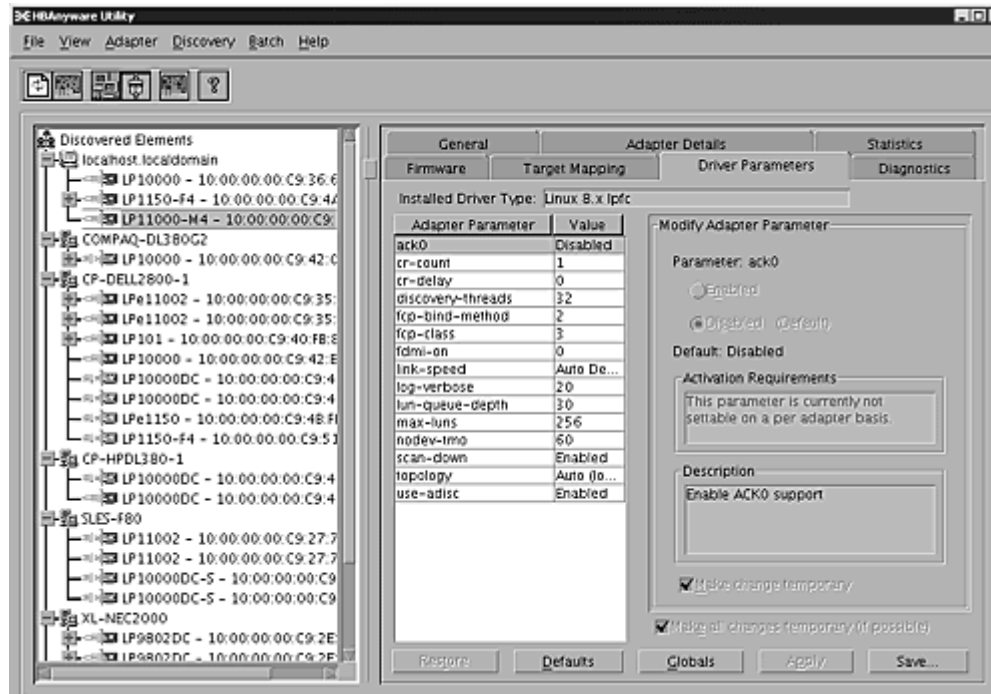 HBAnyware Utility
File View Adapter Discovery Batch Help
Discovered Elements
localhost.localdomain
LP10000 - 10:00:00:00:C9:36:6
LP1150-F4 - 10:00:00:00:C9:4A
LP11000-M4 - 10:00:00:00:C9:
COMPAQ-DL380G2
LP10000 - 10:00:00:00:C9:42:C
CP-DELL2800-1
LPe11002 - 10:00:00:00:C9:35:
LPe11002 - 10:00:00:00:C9:35:
LP101 - 10:00:00:00:C9:40:FB:8
LP10000 - 10:00:00:00:C9:42:E
LP10000DC - 10:00:00:00:C9:4
LP10000DC - 10:00:00:00:C9:4
LPe1150 - 10:00:00:00:C9:4B:FI
LP1150-F4 - 10:00:00:00:C9:51
CP-HPDL380-1
LP10000DC - 10:00:00:00:C9:4
LP10000DC - 10:00:00:00:C9:4
SLES-F80
LP11002 - 10:00:00:00:C9:27:7
LP11002 - 10:00:00:00:C9:27:7
LP10000DC-S - 10:00:00:00:C9
LP10000DC-S - 10:00:00:00:C9
XL-NEC2000
LP9802DC - 10:00:00:00:C9:2E:
LP9802DC - 10:00:00:00:C9:2F:
General Adapter Details Statistics
Firmware Target Mapping Driver Parameters Diagnostics
Installed Driver Type: Linux 8.x lpfc
Adapter Parameter Value
ack0 Disabled
cr-count 1
cr-delay 0
discovery-threads 32
fcp-bind-method 2
fcp-class 3
fdmi-on 0
link-speed Auto De...
log-verbose 20
lun-queue-depth 30
max-luns 256
nodev-tmo 60
scan-down Enabled
topology Auto (lo...
use-adisc Enabled
Modify Adapter Parameter
Parameter: ack0
Enabled
Disabled (Default)
Default: Disabled
Activation Requirements
This parameter is currently not
settable on a per adapter basis.
Description
Enable ACK0 support
Make change temporary
Make all changes temporary (if possible)
Restore Defaults Globals Apply Save...